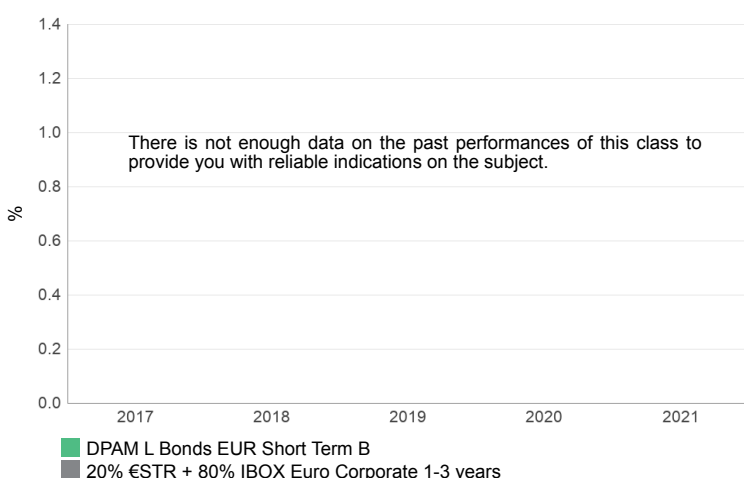 1.4
1.2
1.0
There is not enough data on the past performances of this class to
provide you with reliable indications on the subject.
0.8
%
0.6
0.4
0.2
0.0
2017 2018 2019 2020 2021
DPAM L Bonds EUR Short Term B
20% €STR + 80% IBOX Euro Corporate 1-3 years